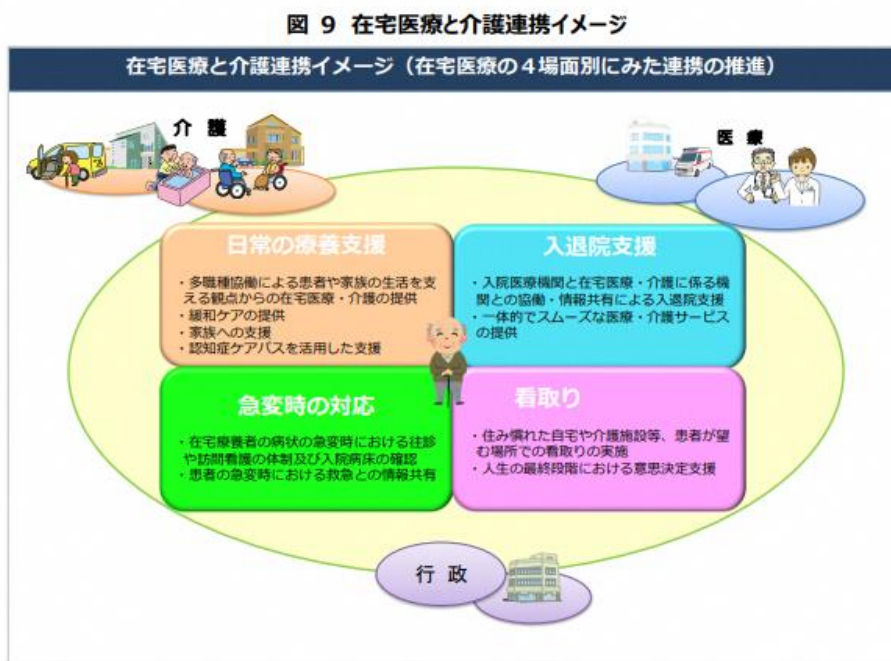 図 9 在宅医療と介護連携イメージ
在宅医療と介護連携イメージ（在宅医療の４場面別にみた連携の推進）
介 護
医 療
日常の療養支援
・多職種協働による患者や家族の生活を支
える観点からの在宅医療・介護の提供
・緩和ケアの提供
・家族への支援
・認知症ケアパスを活用した支援
入退院支援
・入院医療機関と在宅医療・介護に係る機
関との協働・情報共有による入退院支援
・一体的でスムーズな医療・介護サービス
の提供
急変時の対応
・在宅療養者の病状の急変時における往診
や訪問看護の体制及び入院病床の確認
・患者の急変時における救急との情報共有
看取り
・住み慣れた自宅や介護施設等、患者が望
む場所での看取りの実施
・人生の最終段階における意思決定支援
行 政